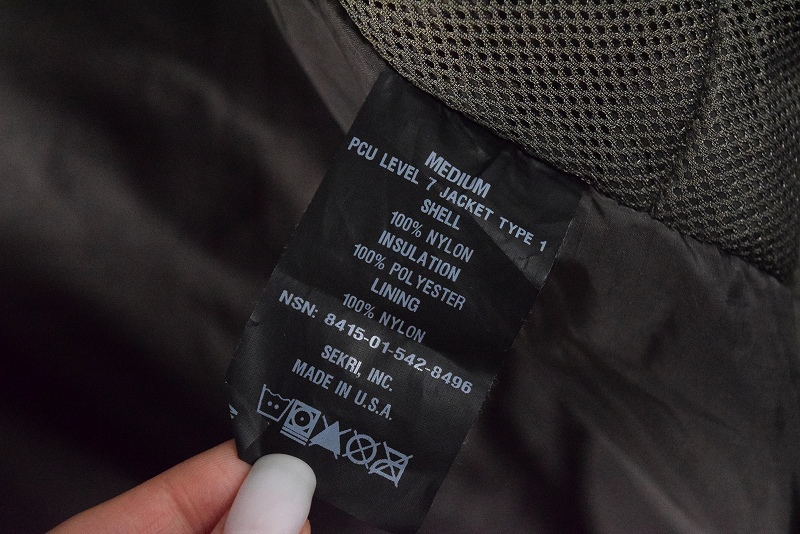 MEDIUM
PCU LEVEL 7 JACKET TYPE 1
SHELL
100% NYLON
INSULATION
100% POLYESTER
LINING
100% NYLON
NSN: 8415-01-542-8496
SEKRI, INC.
MADE IN U.S.A.